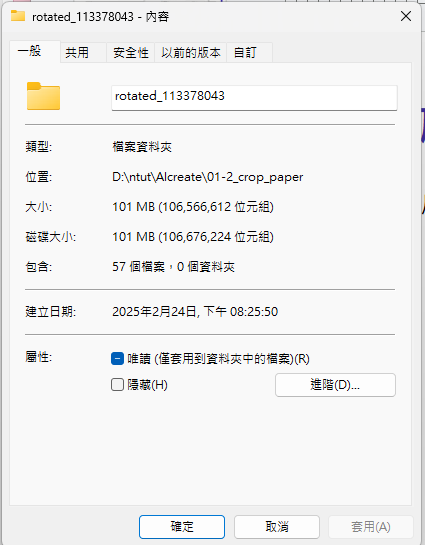 rotated_113378043 - 內容
一般 共用 安全性 以前的版本 自訂
rotated_113378043
類型: 檔案資料夾
位置: D:\ntut\AIcreate\01-2_crop_paper
大小: 101 MB (106,566,612 位元組)
磁碟大小: 101 MB (106,676,224 位元組)
包含: 57 個檔案，0 個資料夾
建立日期: 2025年2月24日, 下午 08:25:50
屬性: 唯讀 (僅套用到資料夾中的檔案)(R)
隱藏(H) 進階(D)...
確定 取消 套用(A)